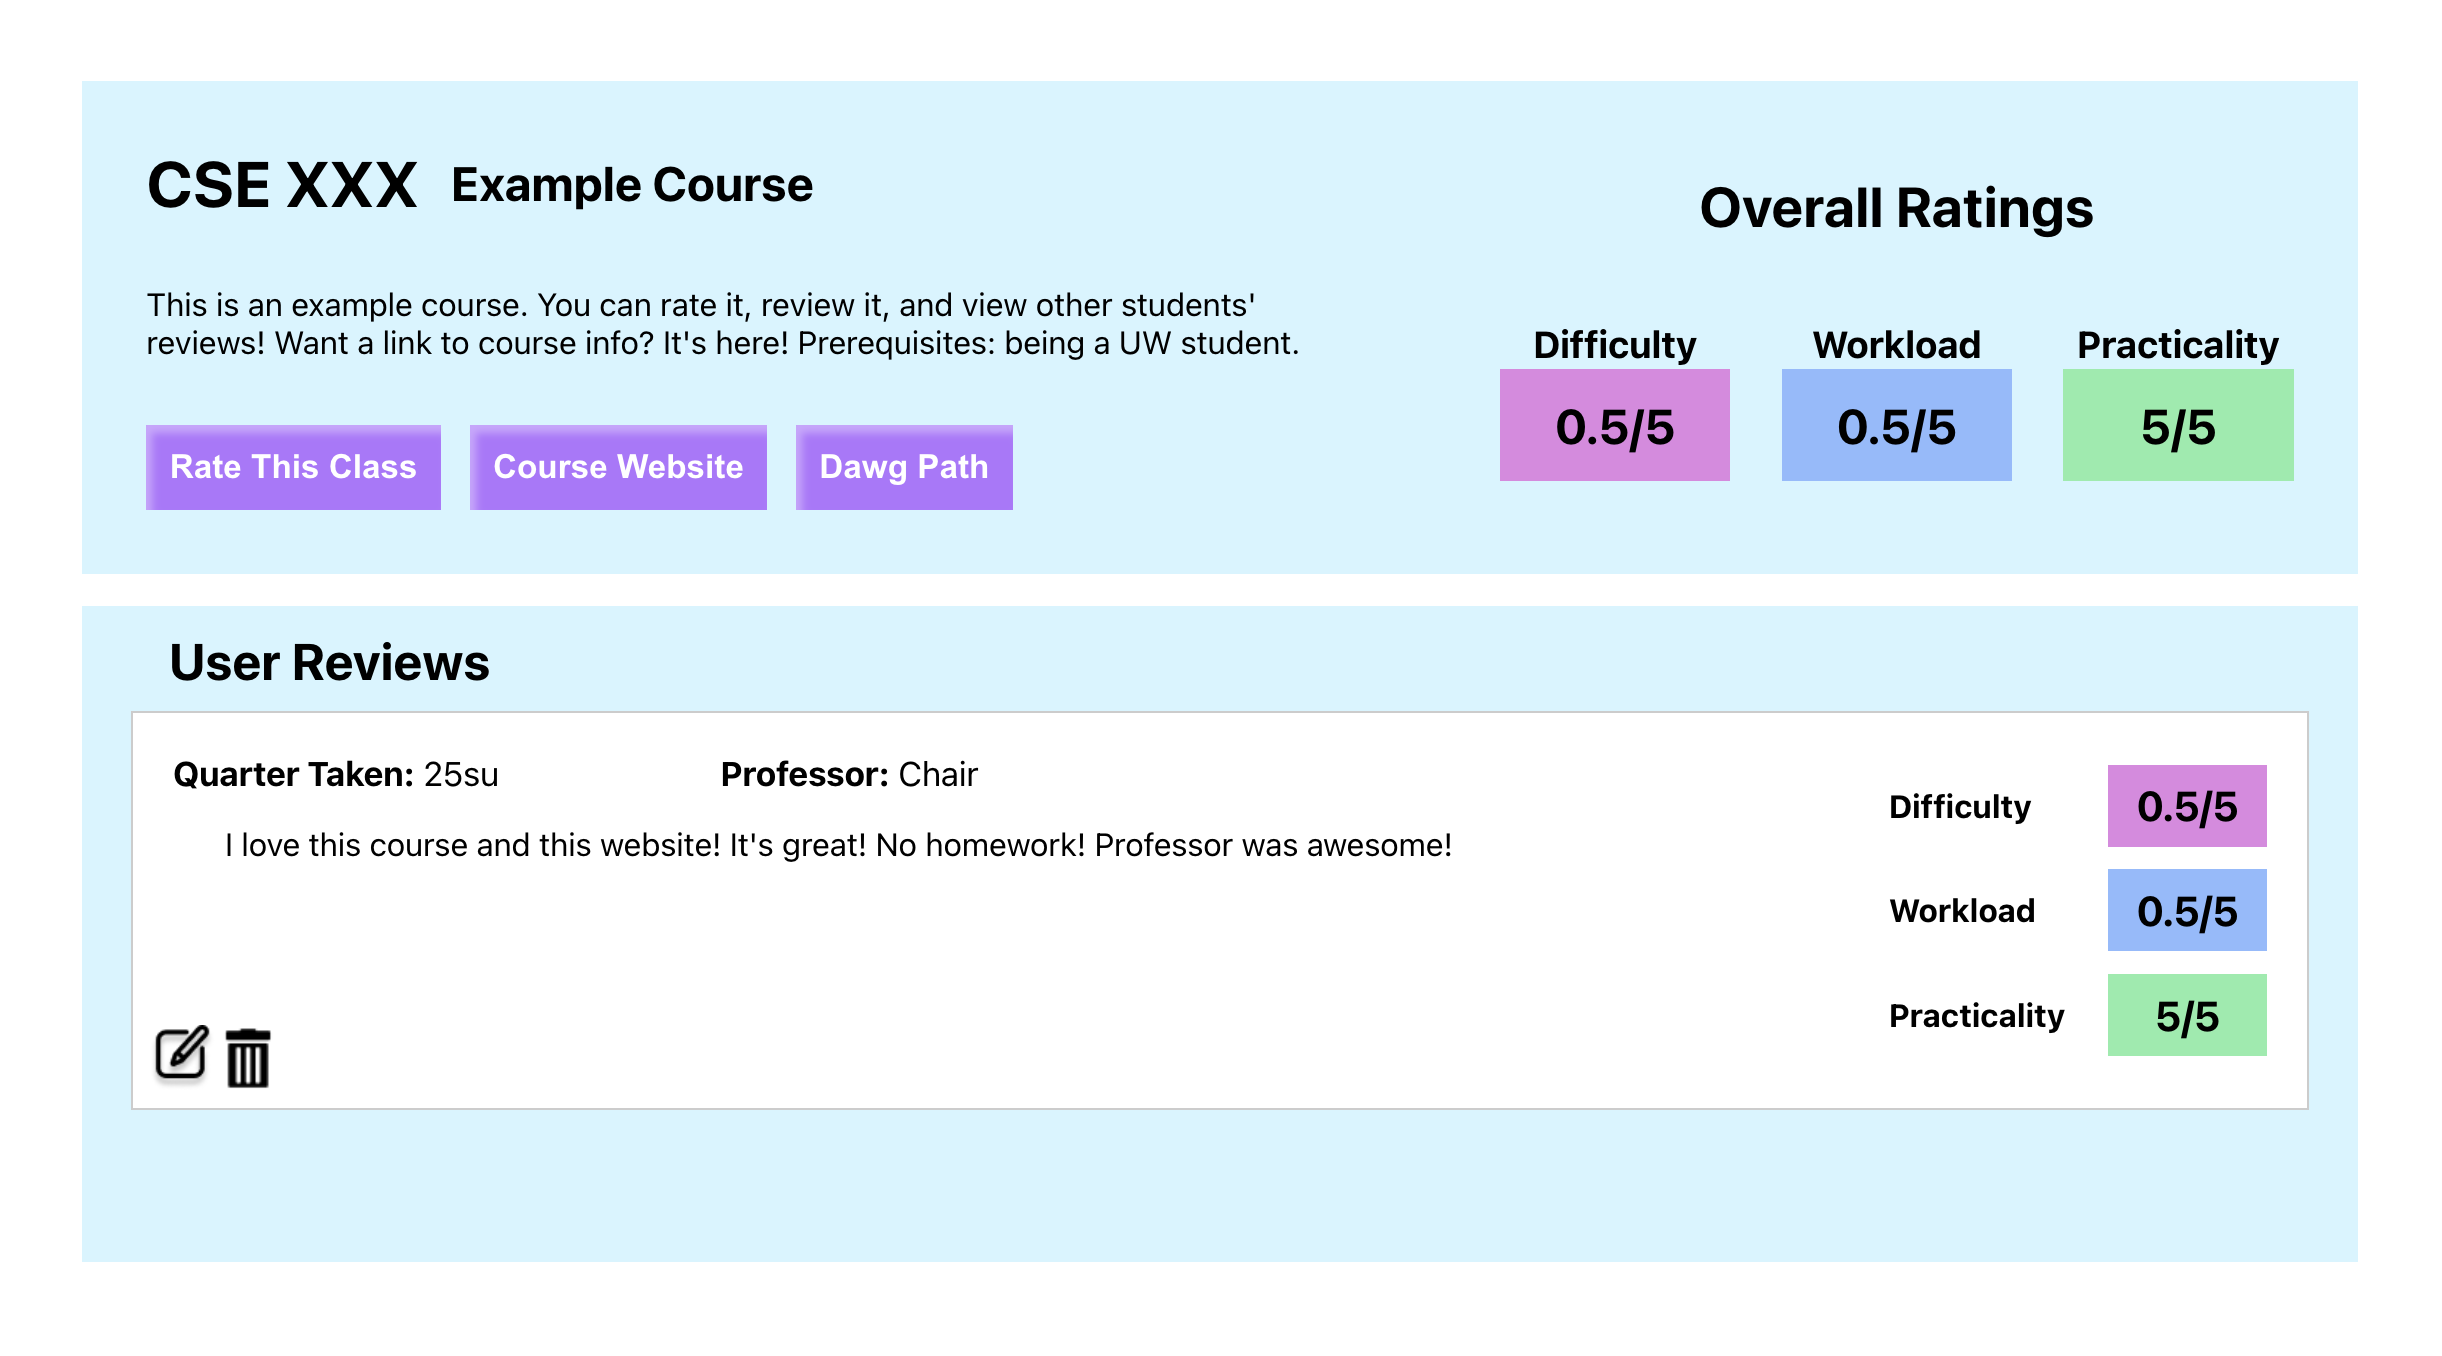 CSE XXX Example Course
This is an example course. You can rate it, review it, and view other students'
reviews! Want a link to course info? It's here! Prerequisites: being a UW student.
Rate This Class Course Website Dawg Path
Overall Ratings
Difficulty Workload Practicality
0.5/5 0.5/5 5/5
User Reviews
Quarter Taken: 25su Professor: Chair
I love this course and this website! It's great! No homework! Professor was awesome!
Difficulty 0.5/5
Workload 0.5/5
Practicality 5/5